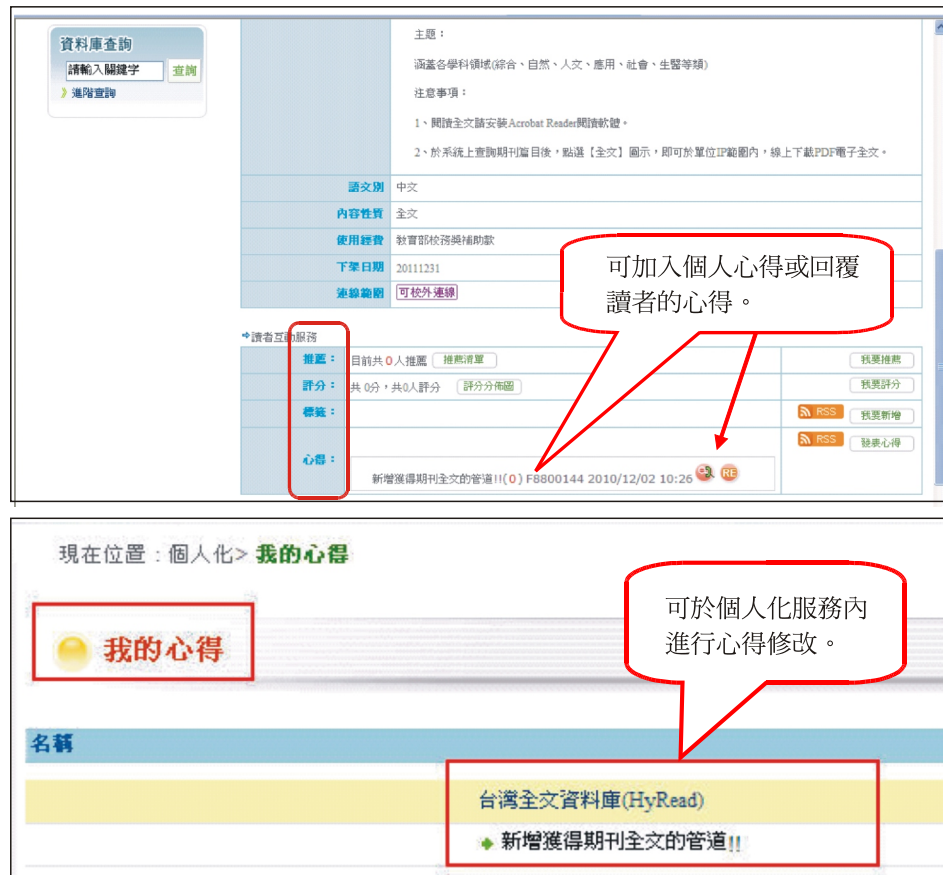 資料庫查詢
請輸入關鍵字 查詢
》進階查詢
主題：
涵蓋各學科領域(綜合、自然、人文、應用、社會、生醫等類)
注意事項：
1、閱讀全文請安裝Acrobat Reader閱讀軟體。
2、於系統上查詢期刊篇目後，點選【全文】圖示，即可於單位IP範圍內，線上下載PDF電子全文。
語文別 中文
內容性質 全文
使用經費 教育部校務獎補助款
下架日期 20111231
連線範圍 可校外連線
可加入個人心得或回覆
讀者的心得。
讀者互動服務
推薦： 目前共0人推薦 推薦清單 我要推薦
評分： 共 0分，共0人評分 評分分佈圖 我要評分
標籤： RSS 我要新增
心得： RSS 發表心得
新增獲得期刊全文的管道!!(0) F8800144 2010/12/02 10:26 RE
現在位置：個人化> 我的心得
我的心得
可於個人化服務內
進行心得修改。
名稱
台灣全文資料庫(HyRead)
新增獲得期刊全文的管道!!